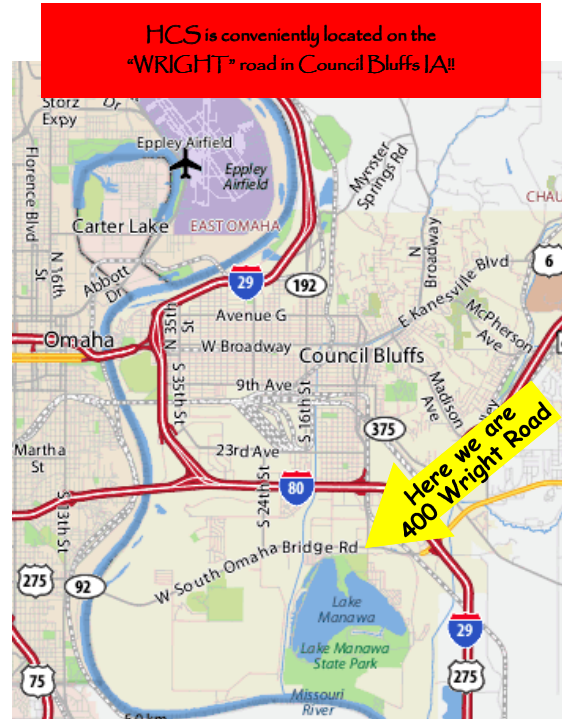 HCS is conveniently located on the
“WRIGHT” road in Council Bluffs IA!!
Dr
Storz
Expy
Eppley Airfield
Eppley
Airfield
Florence Blvd
Mynster
Springs Rd
CHAU
Carter Lake
EAST OMAHA
N 16th
St
Abbott
Dr
N
Broadway
6
29
192
E Kanesville Blvd
Avenue G
McPherson
Ave
N 35th
St
Omaha
W Broadway
Council Bluffs
9th Ave
S 35th St
S 16th St
Madison
Ave
375
Here we are
400 Wright Road
Martha
St
23rd Ave
S 24th St
80
S 13th St
W South Omaha Bridge Rd
275
92
Lake
Manawa
29
Lake Manawa
State Park
275
75
Missouri
River